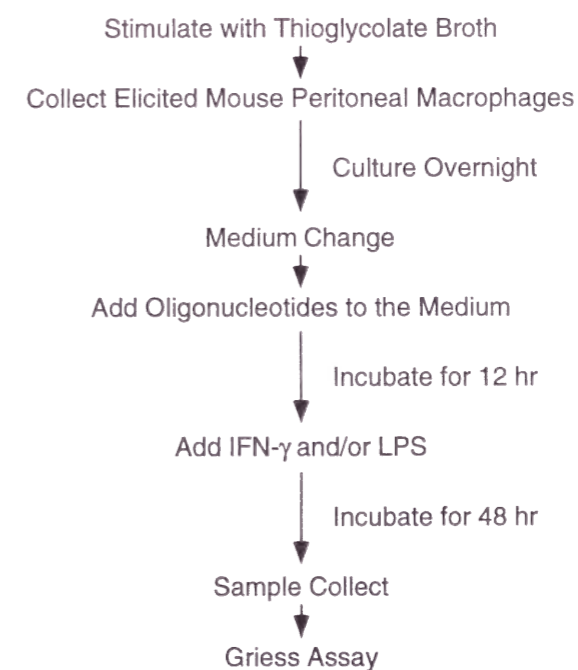 Stimulate with Thioglycolate Broth
Collect Elicited Mouse Peritoneal Macrophages
Culture Overnight
Medium Change
Add Oligonucleotides to the Medium
Incubate for 12 hr
Add IFN-γ and/or LPS
Incubate for 48 hr
Sample Collect
Griess Assay